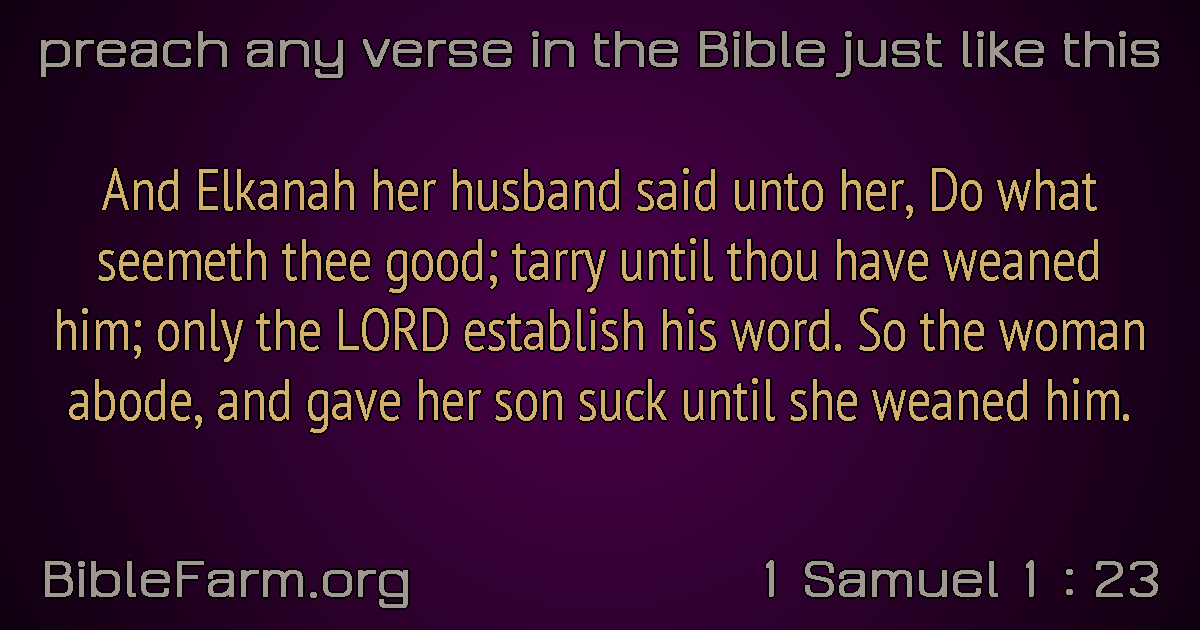 preach any verse in the Bible just like this
And Elkanah her husband said unto her, Do what
seemeth thee good; tarry until thou have weaned
him; only the LORD establish his word. So the woman
abode, and gave her son suck until she weaned him.
BibleFarm.org
1 Samuel 1 : 23